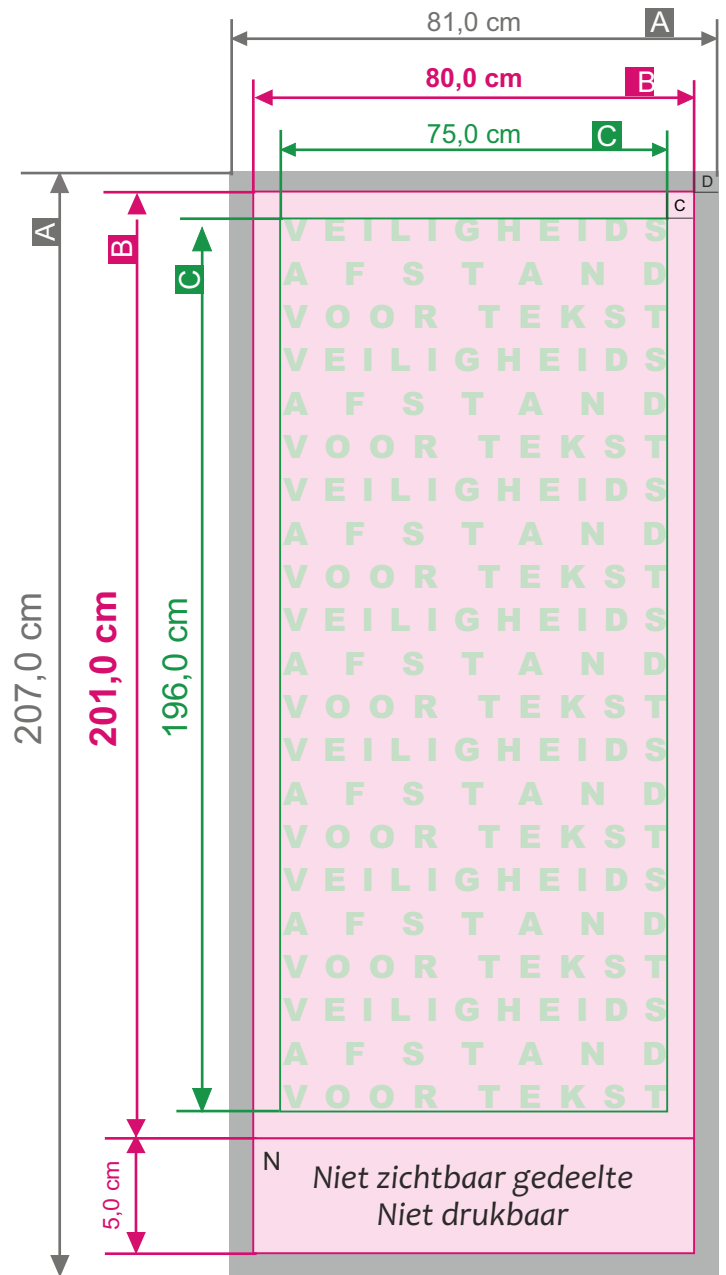 81,0 cm A
80,0 cm B
75,0 cm C
D
C
A
B
C
207,0 cm
201,0 cm
196,0 cm
VEILIGHEIDS
AFSTAND
VOOR TEKST
VEILIGHEIDS
AFSTAND
VOOR TEKST
VEILIGHEIDS
AFSTAND
VOOR TEKST
VEILIGHEIDS
AFSTAND
VOOR TEKST
VEILIGHEIDS
AFSTAND
VOOR TEKST
VEILIGHEIDS
AFSTAND
VOOR TEKST
VEILIGHEIDS
AFSTAND
VOOR TEKST
5,0 cm
N
Niet zichtbaar gedeelte
Niet drukbaar